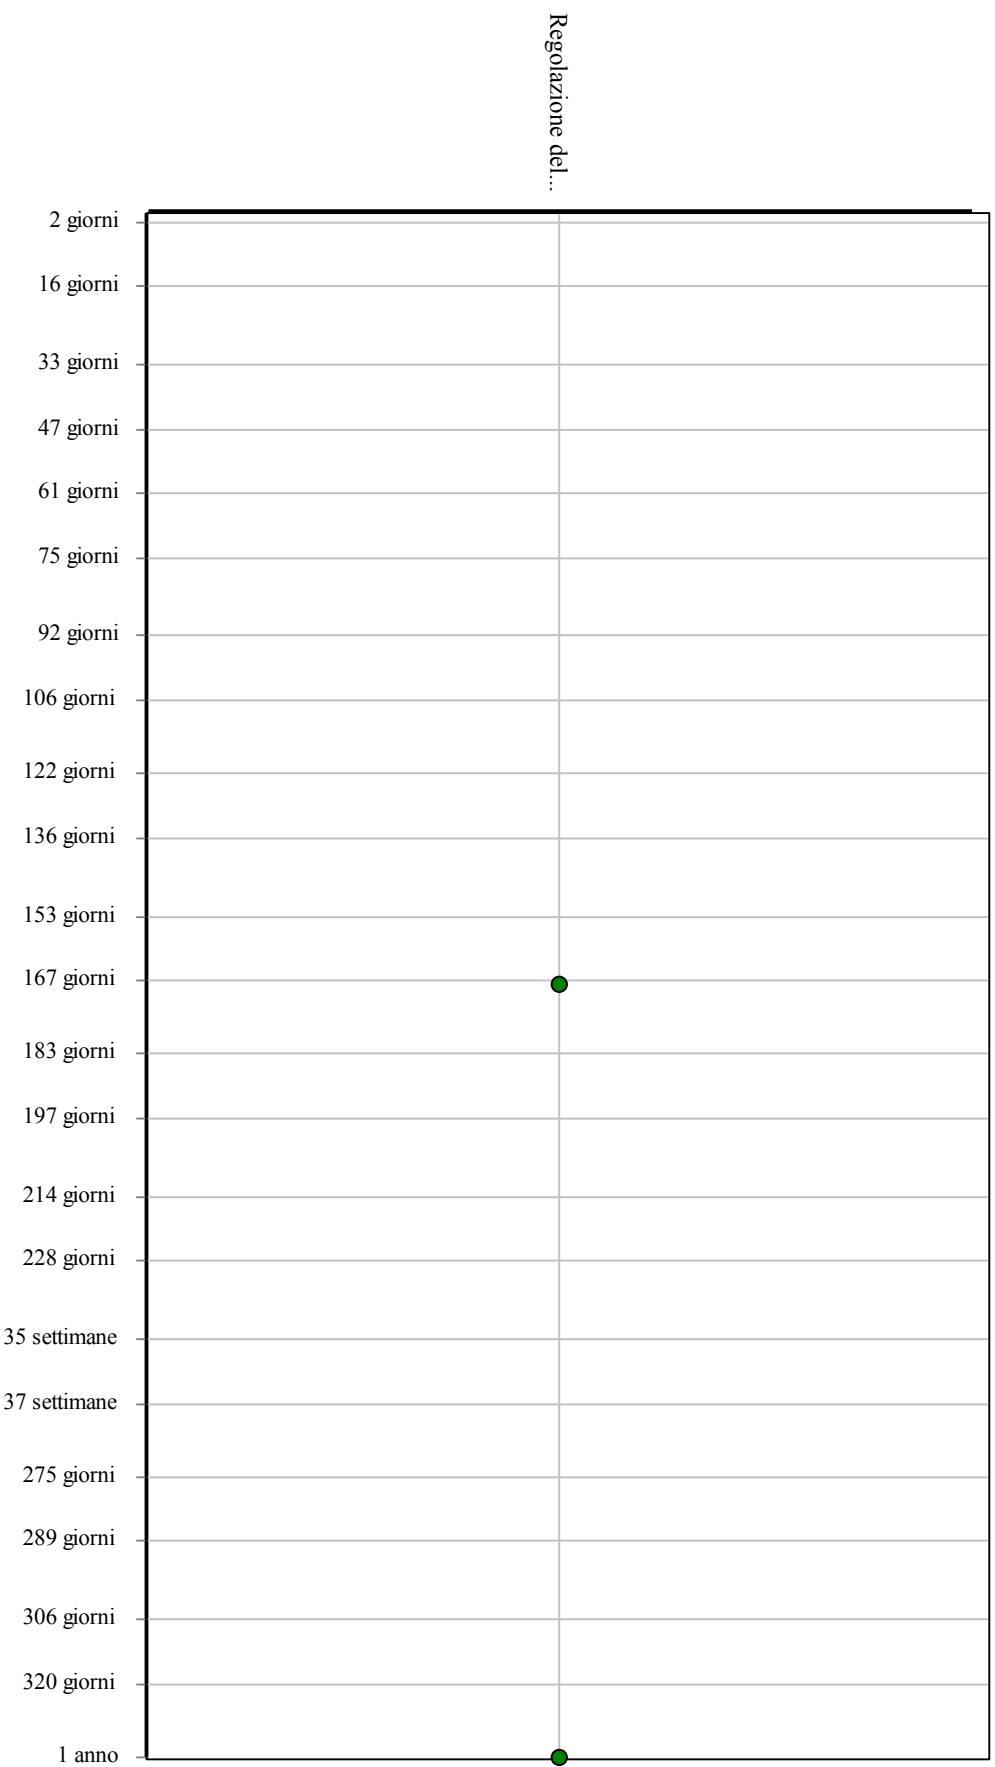 Regolazione del...
2 giorni
16 giorni
33 giorni
47 giorni
61 giorni
75 giorni
92 giorni
106 giorni
122 giorni
136 giorni
153 giorni
167 giorni
183 giorni
197 giorni
214 giorni
228 giorni
35 settimane
37 settimane
275 giorni
289 giorni
306 giorni
320 giorni
1 anno